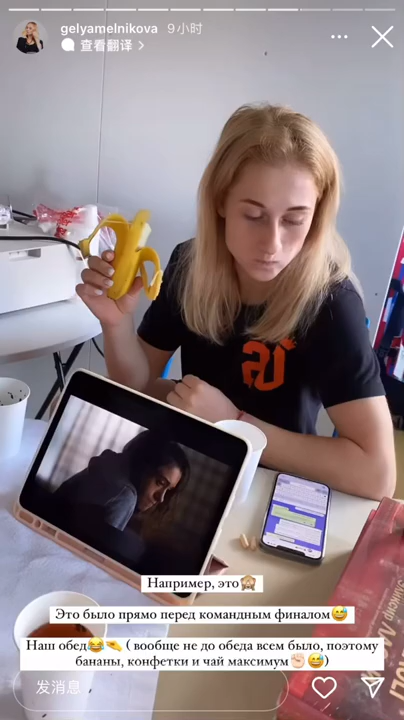 gelyamelnikova 9小时
查看翻译 >
Например, это🙈
Это было прямо перед командным финалом😅
Наш обед😂🍌 ( вообще не до обеда всем было, поэтому
бананы, конфетки и чай максимум✊🏻😅)
发消息